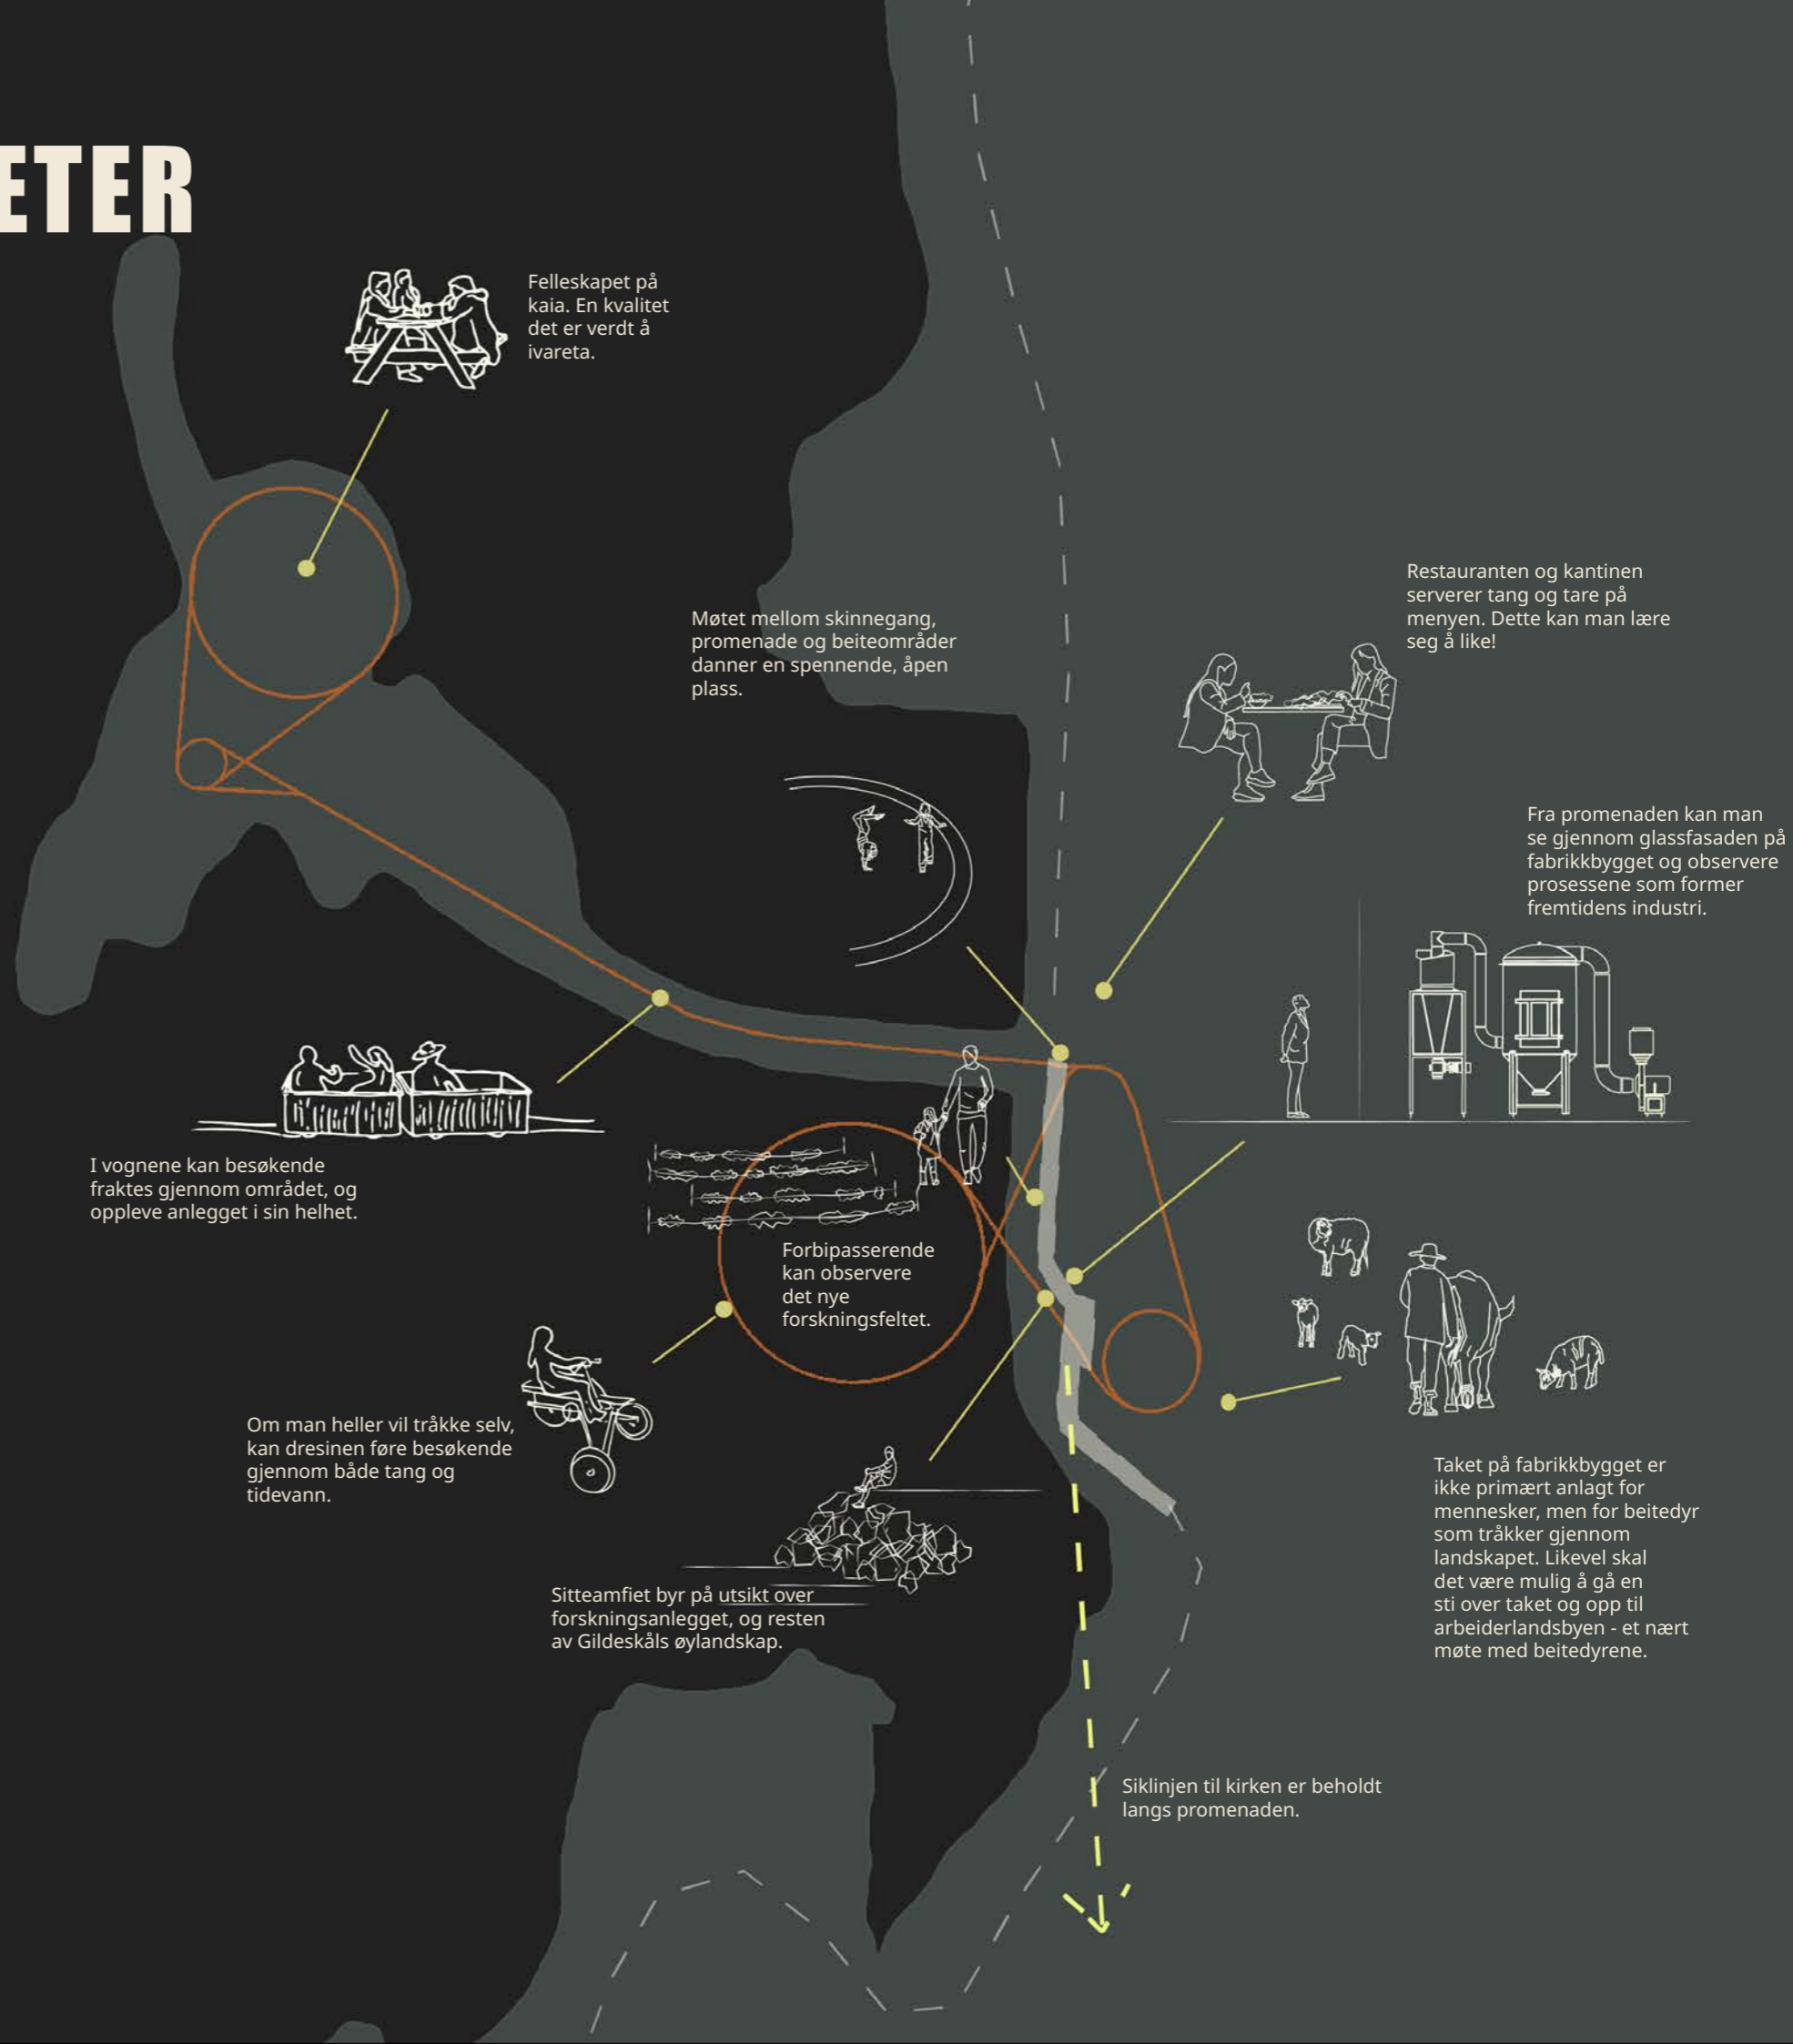 ETER
Felleskapet på
kaia. En kvalitet
det er verdt å
ivareta.
Restauranten og kantinen
serverer tang og tare på
menyen. Dette kan man lære
seg å like!
Møtet mellom skinnegang,
promenade og beiteområder
danner en spennende, åpen
plass.
Fra promenaden kan man
se gjennom glassfasaden på
fabrikkbygget og observere
prosessene som former
fremtidens industri.
I vognene kan besøkende
fraktes gjennom området, og
oppleve anlegget i sin helhet.
Forbipasserende
kan observere
det nye
forskningsfeltet.
Om man heller vil tråkke selv,
kan dresinen føre besøkende
gjennom både tang og
tidevann.
Taket på fabrikkbygget er
ikke primært anlagt for
mennesker, men for beitedyr
som tråkker gjennom
landskapet. Likevel skal
det være mulig å gå en
sti over taket og opp til
arbeiderlandsbyen - et nært
møte med beitedyrene.
Sitteamfiet byr på utsikt over
forskningsanlegget, og resten
av Gildeskåls øylandskap.
Siklinjen til kirken er beholdt
langs promenaden.